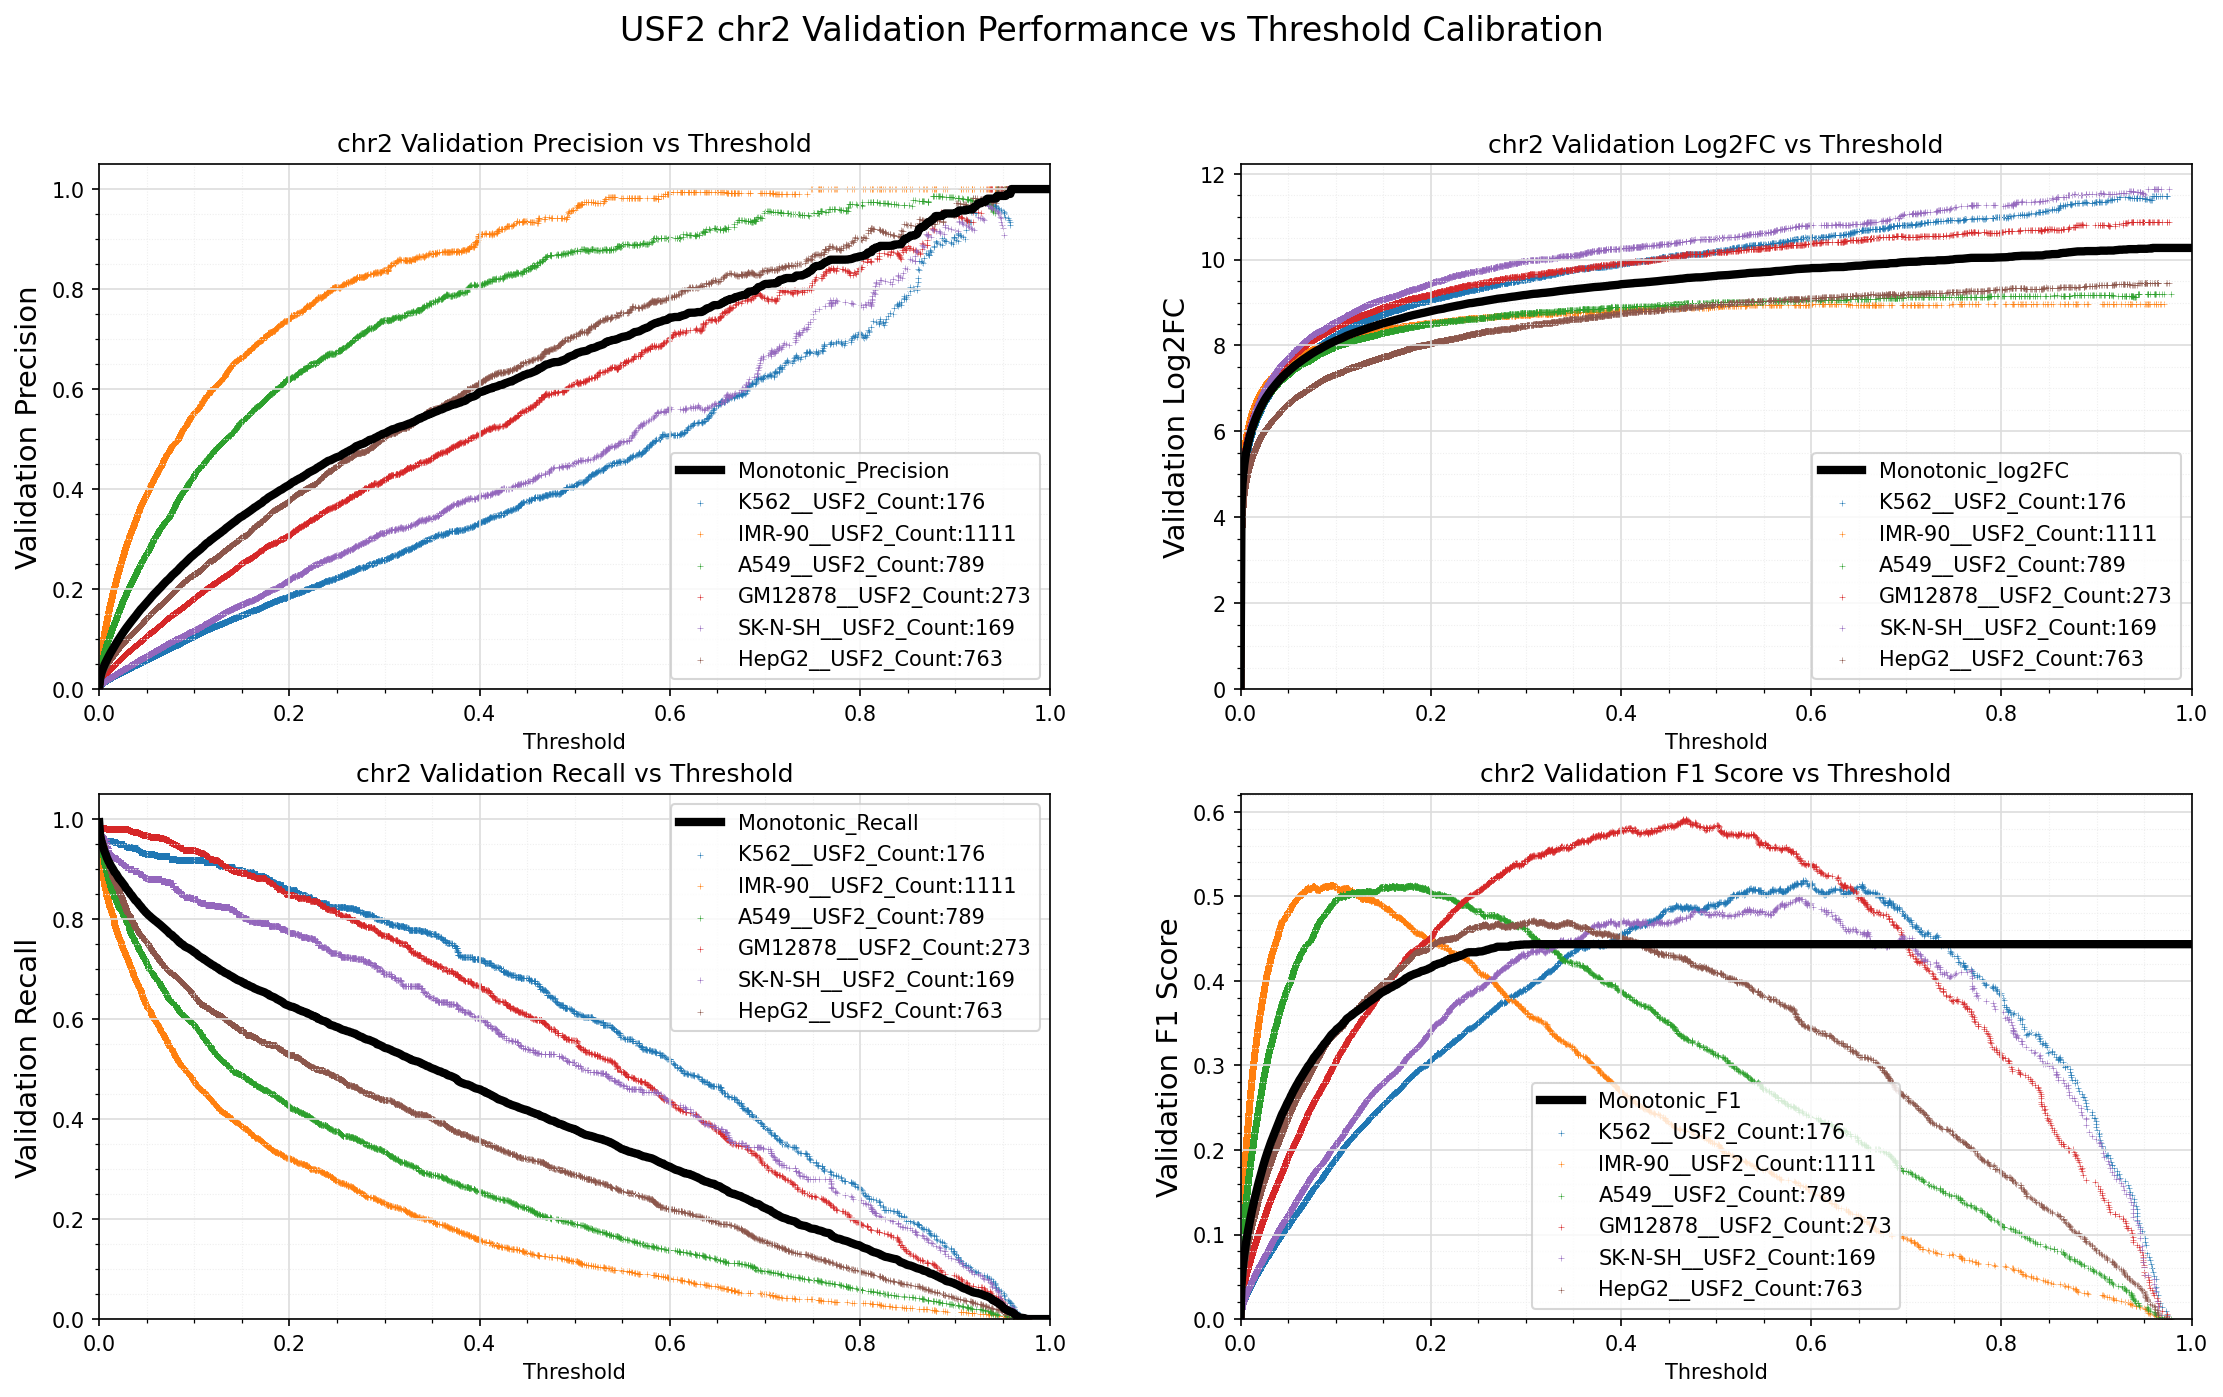 USF2 chr2 Validation Performance vs Threshold Calibration
chr2 Validation Precision vs Threshold
Validation Precision
1.0
0.8
0.6
0.4
0.2
0.0
0.0 0.2 0.4 0.6 0.8 1.0
Threshold
Monotonic_Precision
K562__USF2_Count:176
IMR-90__USF2_Count:1111
A549__USF2_Count:789
GM12878__USF2_Count:273
SK-N-SH__USF2_Count:169
HepG2__USF2_Count:763
chr2 Validation Log2FC vs Threshold
Validation Log2FC
12
10
8
6
4
2
0
0.0 0.2 0.4 0.6 0.8 1.0
Threshold
Monotonic_log2FC
K562__USF2_Count:176
IMR-90__USF2_Count:1111
A549__USF2_Count:789
GM12878__USF2_Count:273
SK-N-SH__USF2_Count:169
HepG2__USF2_Count:763
chr2 Validation Recall vs Threshold
Validation Recall
1.0
0.8
0.6
0.4
0.2
0.0
0.0 0.2 0.4 0.6 0.8 1.0
Threshold
Monotonic_Recall
K562__USF2_Count:176
IMR-90__USF2_Count:1111
A549__USF2_Count:789
GM12878__USF2_Count:273
SK-N-SH__USF2_Count:169
HepG2__USF2_Count:763
chr2 Validation F1 Score vs Threshold
Validation F1 Score
0.6
0.5
0.4
0.3
0.2
0.1
0.0
0.0 0.2 0.4 0.6 0.8 1.0
Threshold
Monotonic_F1
K562__USF2_Count:176
IMR-90__USF2_Count:1111
A549__USF2_Count:789
GM12878__USF2_Count:273
SK-N-SH__USF2_Count:169
HepG2__USF2_Count:763